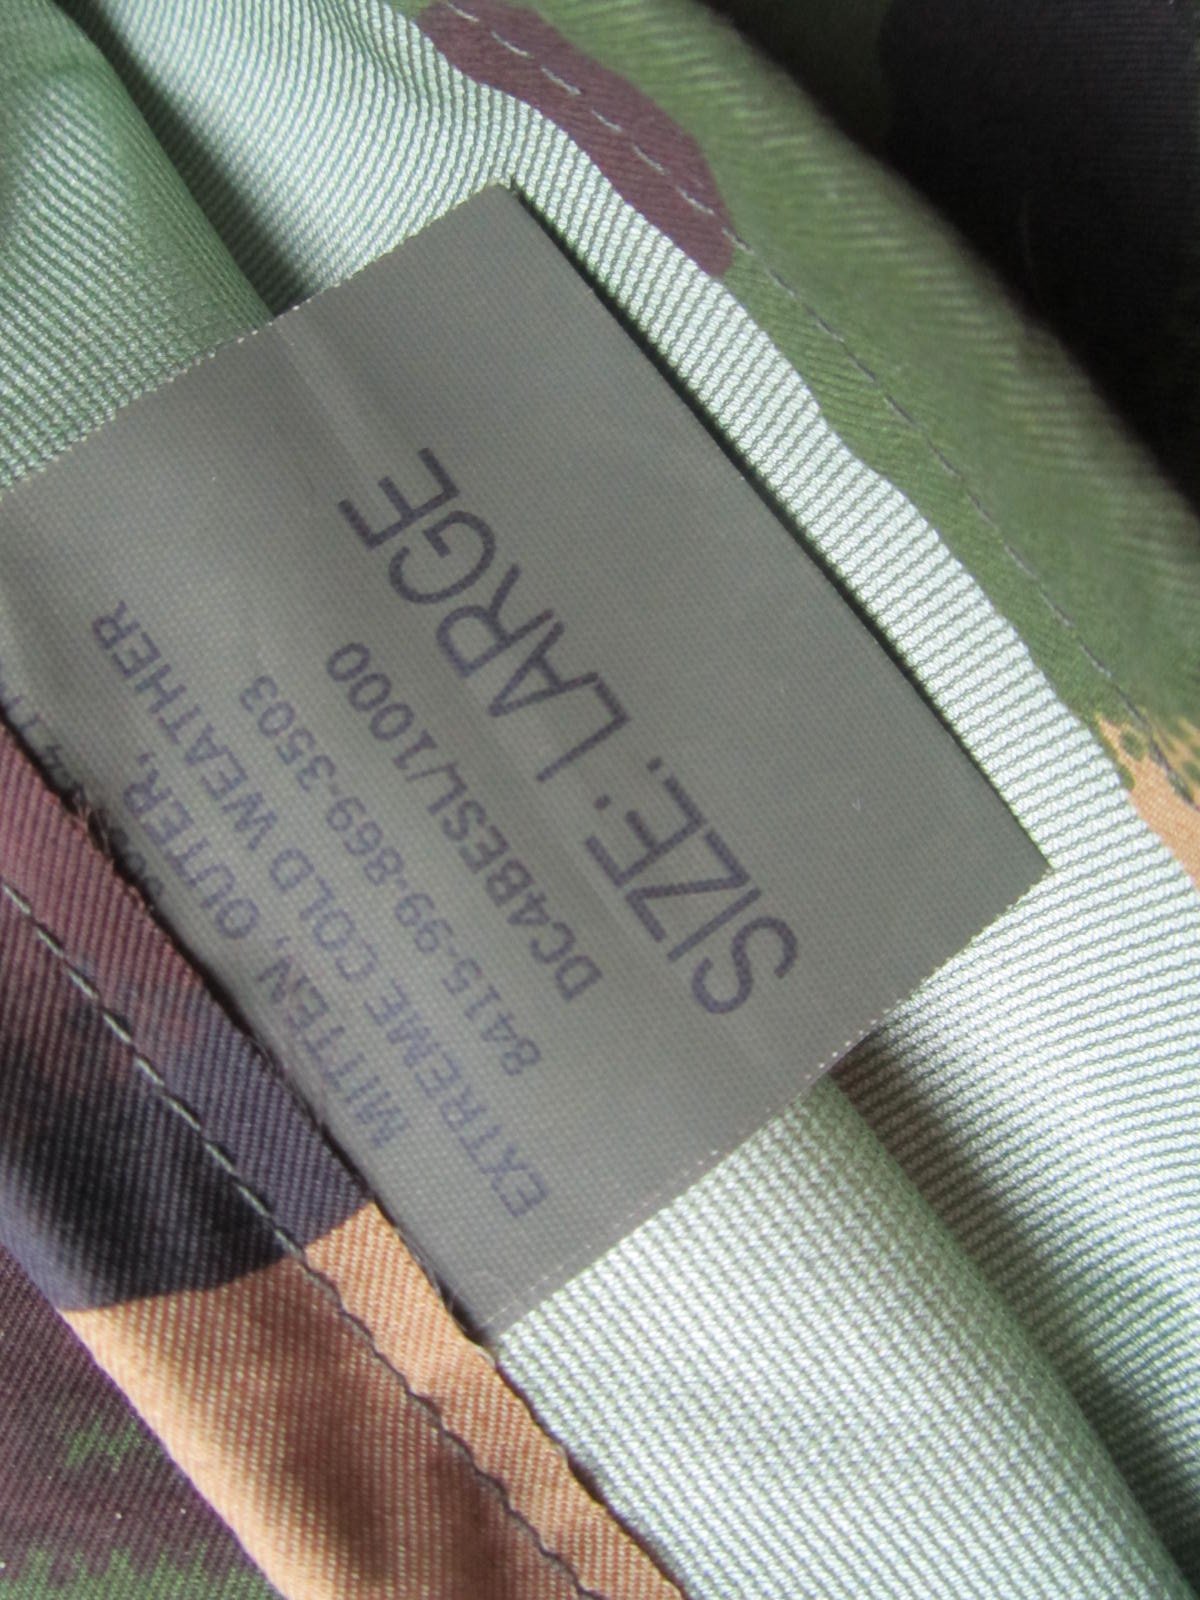 MITTEN, OUTER,
EXTREME COLD WEATHER
8415-99-869-3503
DC4BESL/1000
SIZE: LARGE